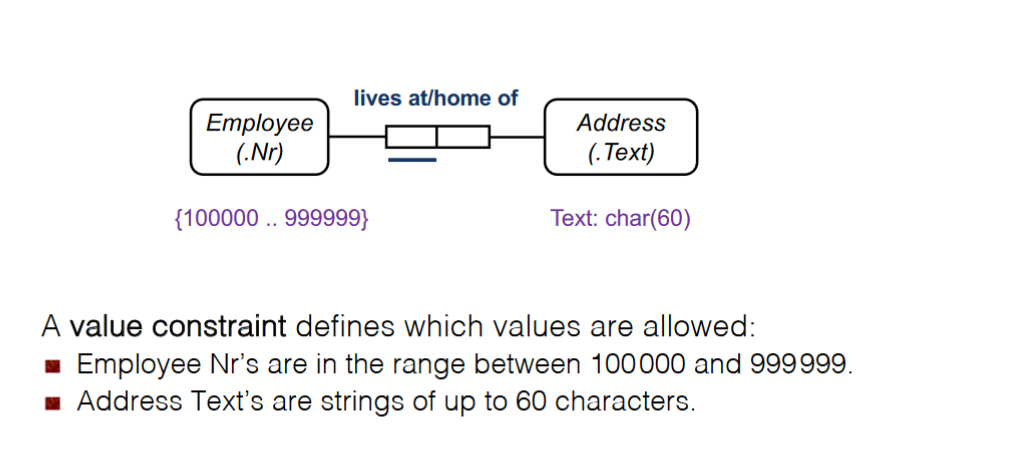 lives at/home of
Employee
(.Nr)
Address
(.Text)
{100000 .. 999999}
Text: char(60)
A value constraint defines which values are allowed:
Employee Nr’s are in the range between 100000 and 999999.
Address Text’s are strings of up to 60 characters.